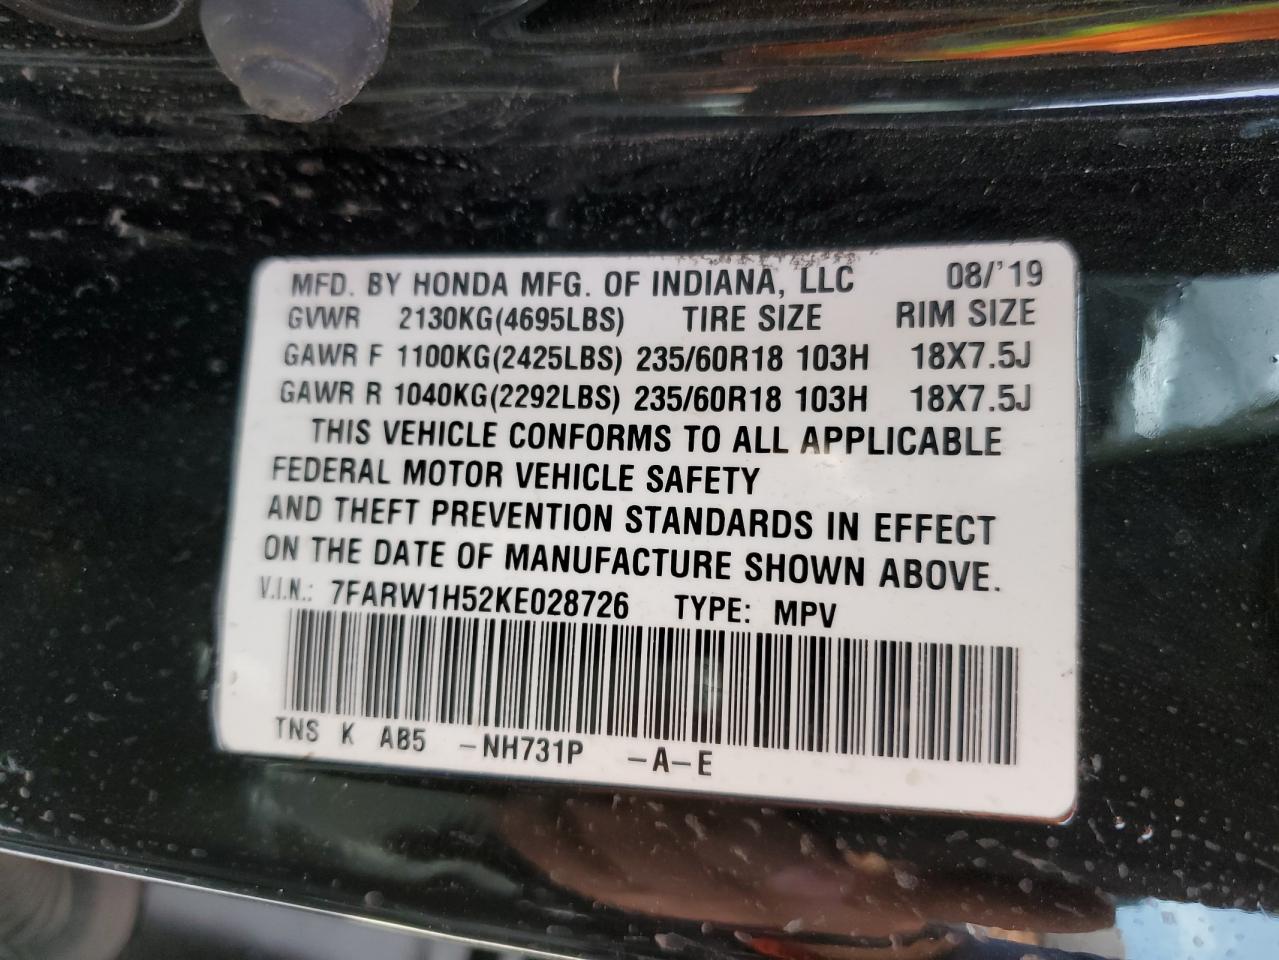 MFD. BY HONDA MFG. OF INDIANA, LLC 08/'19
GVWR 2130KG(4695LBS) TIRE SIZE RIM SIZE
GAWR F 1100KG(2425LBS) 235/60R18 103H 18X7.5J
GAWR R 1040KG(2292LBS) 235/60R18 103H 18X7.5J
THIS VEHICLE CONFORMS TO ALL APPLICABLE
FEDERAL MOTOR VEHICLE SAFETY
AND THEFT PREVENTION STANDARDS IN EFFECT
ON THE DATE OF MANUFACTURE SHOWN ABOVE.
V.I.N.: 7FARW1H52KE028726 TYPE: MPV
TNS K AB5 -NH731P -A-E